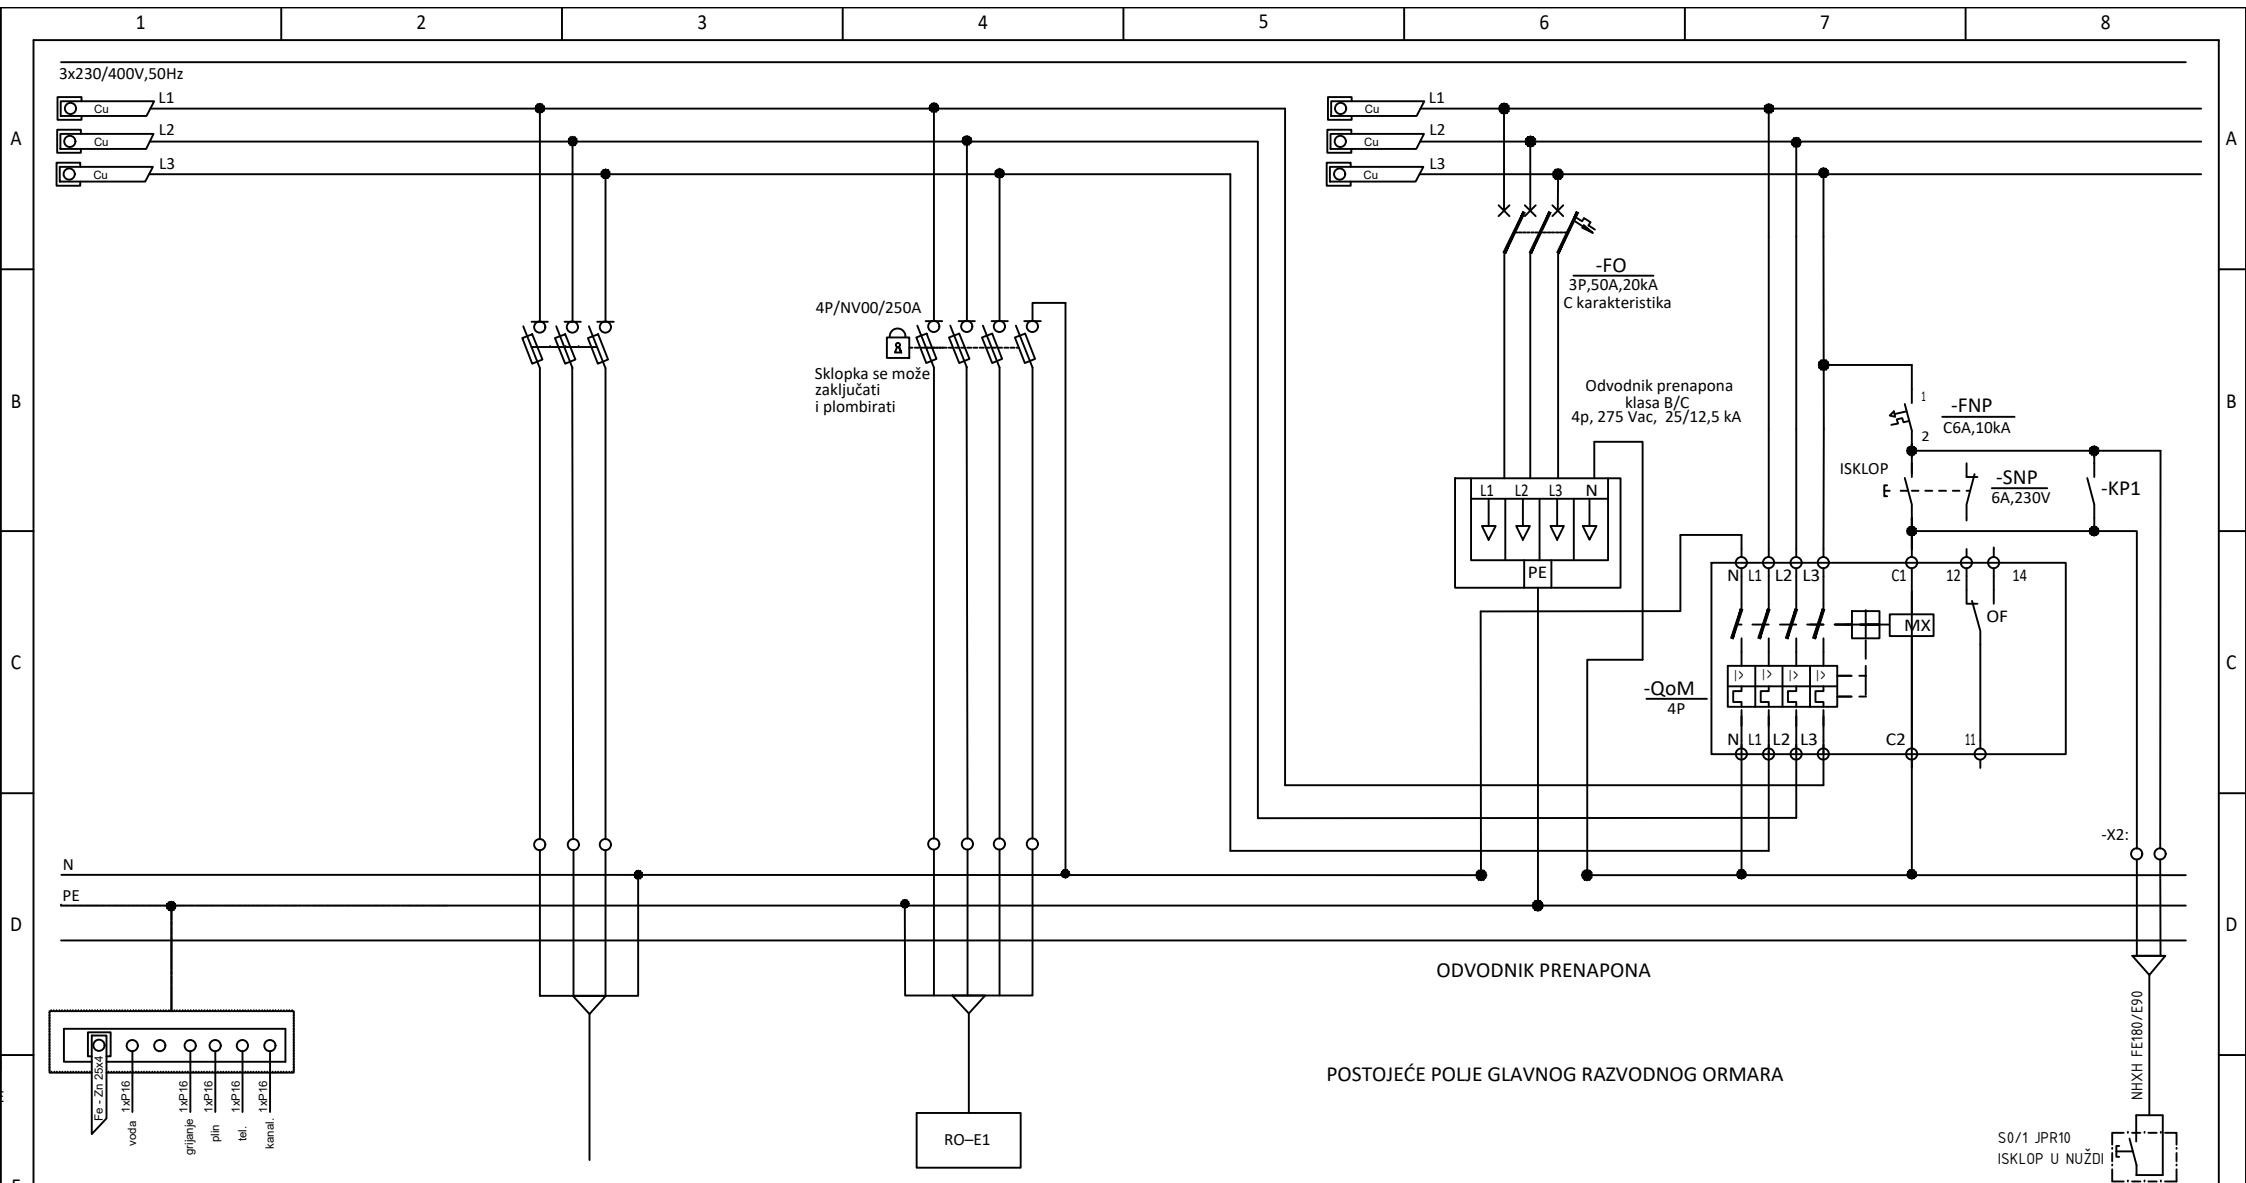 1 2 3 4 5 6 7 8
3x230/400V,50Hz
Cu L1
Cu L2
Cu L3
Cu L1
Cu L2
Cu L3
A
A
-FO
3P,50A,20kA
C karakteristika
4P/NV00/250A
8
Sklopka se može
zaključati
i plombirati
B
B
Odvodnik prenapona
klasa B/C
4p, 275 Vac, 25/12,5 kA
1
2
-FNP
C6A,10kA
ISKLOP
-SNP
6A,230V
-KP1
L1 L2 L3 N
PE
N L1 L2 L3 C1 12 14
MX
OF
C
C
I> I> I> I>
-QoM
4P
N L1 L2 L3 C2 11
-X2:
N
PE
D
D
ODVODNIK PRENAPONA
POSTOJEĆE POLJE GLAVNOG RAZVODNOG ORMARA
Fe - Zn 25x4
1xP16
voda
1xP16
grijanje
1xP16
plin
1xP16
tel.
1xP16
kanal.
RO–E1
NHXH FE180/E90
S0/1 JPR10
ISKLOP U NUŽDI